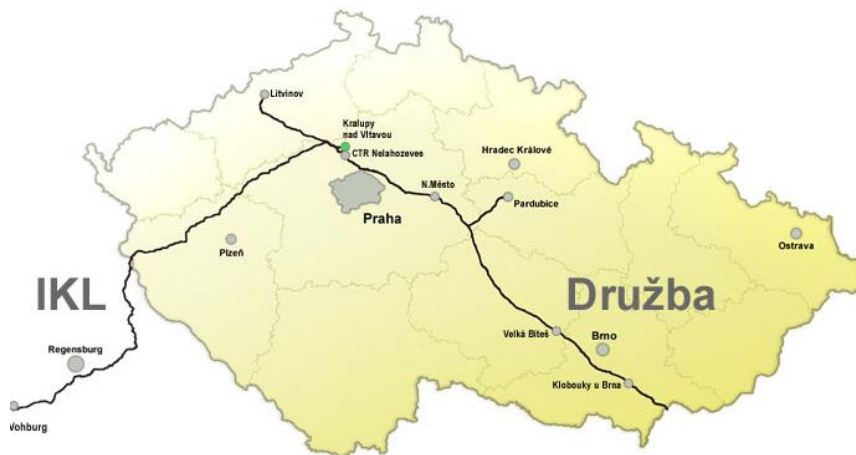 Litvínov
Kralupy
nad Vltavou
CTR Nelahozeves
Hradec Králové
N.Město
Pardubice
Praha
Plzeň
Ostrava
IKL
Družba
Regensburg
Velká Bíteš
Brno
Klobouky u Brna
Vohburg